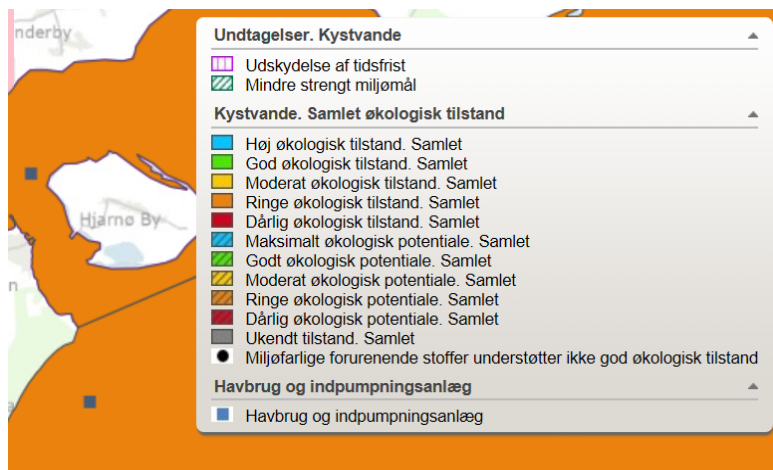 nderby
Hjarnø By
n
Undtagelser. Kystvande
Udskydelse af tidsfrist
Mindre strengt miljømål
Kystvande. Samlet økologisk tilstand
Høj økologisk tilstand. Samlet
God økologisk tilstand. Samlet
Moderat økologisk tilstand. Samlet
Ringe økologisk tilstand. Samlet
Dårlig økologisk tilstand. Samlet
Maksimalt økologisk potentiale. Samlet
Godt økologisk potentiale. Samlet
Moderat økologisk potentiale. Samlet
Ringe økologisk potentiale. Samlet
Dårlig økologisk potentiale. Samlet
Ukendt tilstand. Samlet
Miljøfarlige forurenende stoffer understøtter ikke god økologisk tilstand
Havbrug og indpumpningsanlæg
Havbrug og indpumpningsanlæg